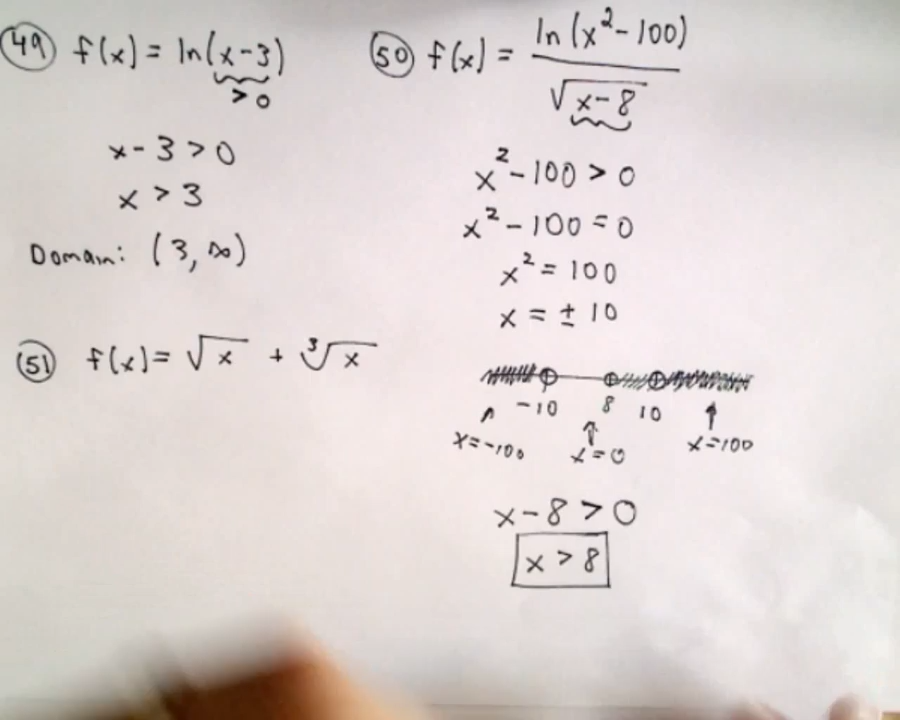 49 f(x) = ln(x-3)
> 0
x - 3 > 0
x > 3
Domain: (3, ∞)
50 f(x) = ln(x²-100) / √x-8
x² - 100 > 0
x² - 100 = 0
x² = 100
x = ± 10
-10 8 10
x=-100 x=0 x=100
x - 8 > 0
x > 8
51 f(x) = √x + ³√x